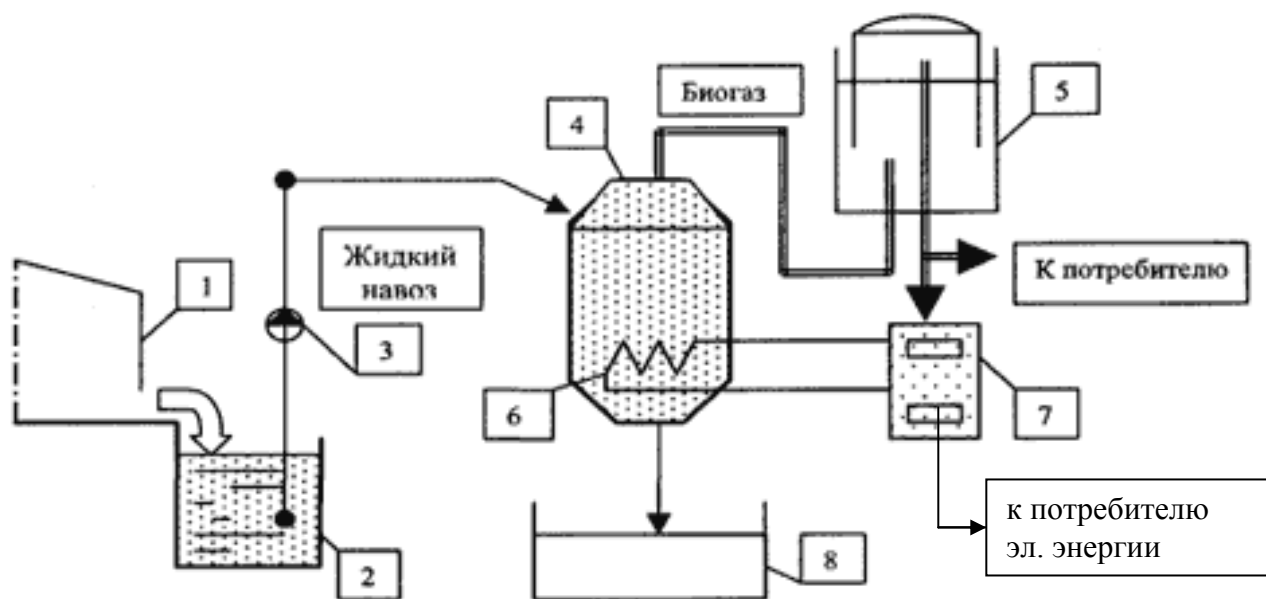 Биогаз
5
4
Жидкий
навоз
К потребителю
1
3
6
7
к потребителю
эл. энергии
2
8